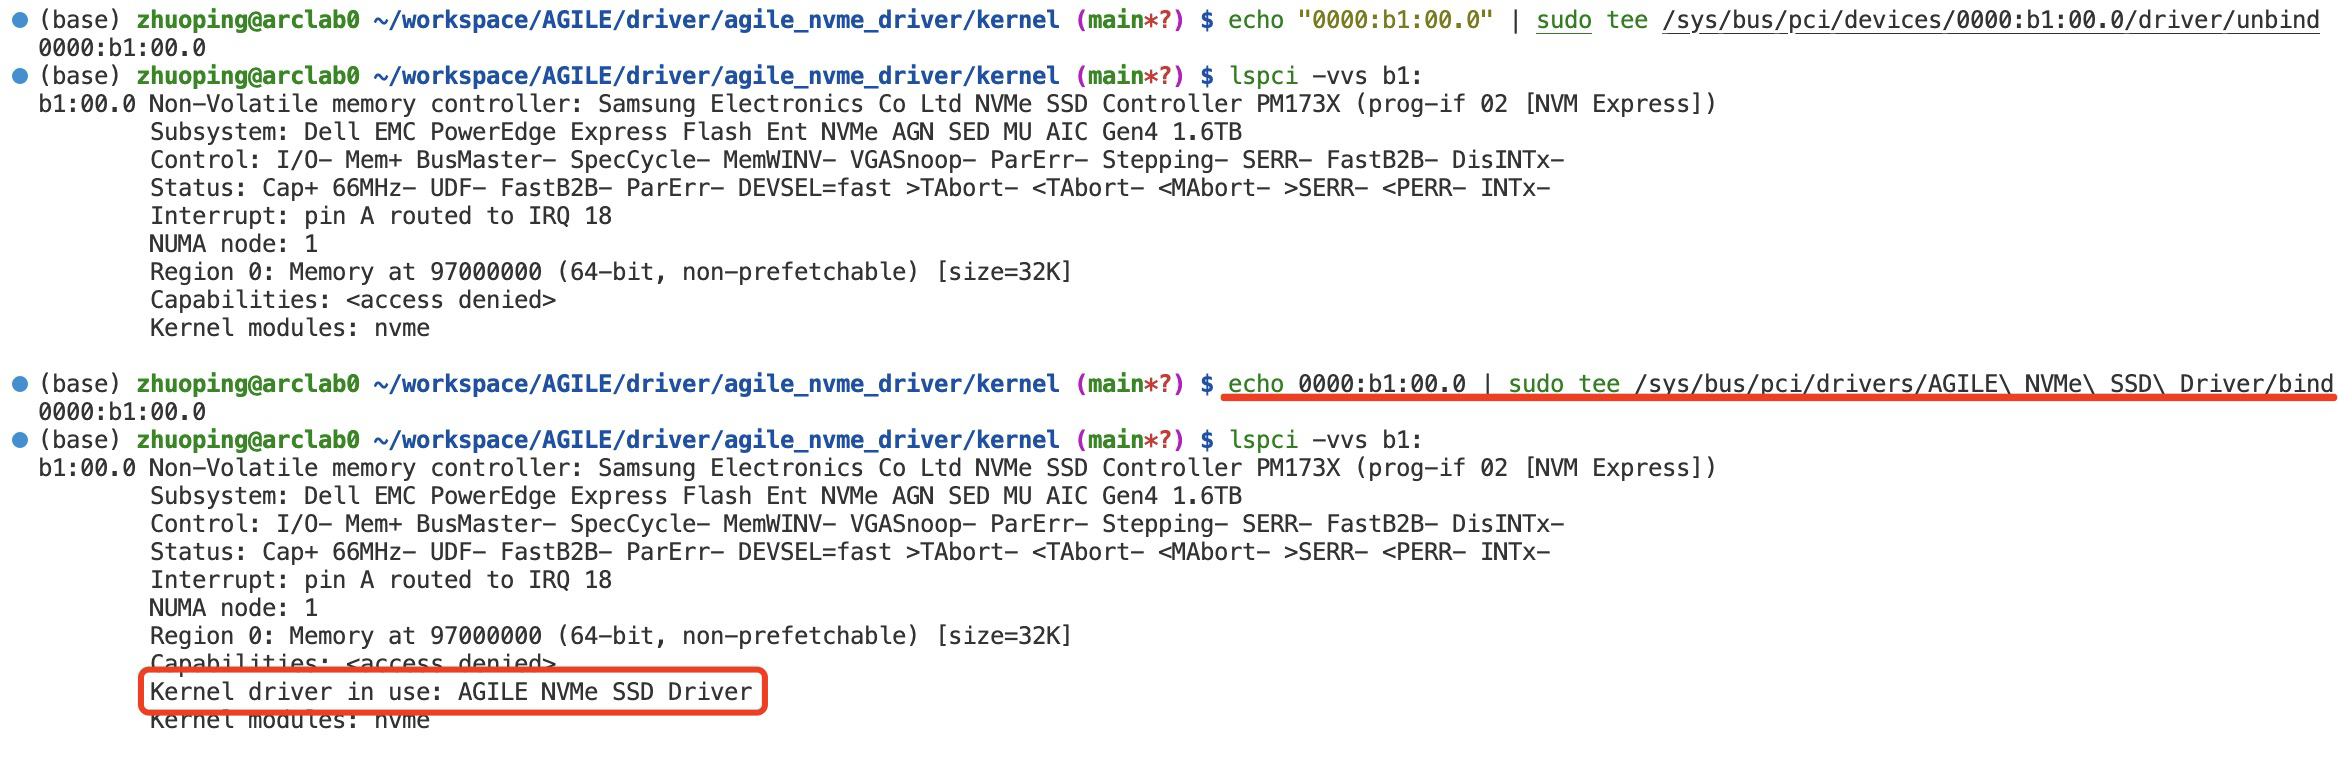 (base) zhuoping@arclab0 ~/workspace/AGILE/driver/agile_nvme_driver/kernel (main*?) $ echo "0000:b1:00.0" | sudo tee /sys/bus/pci/devices/0000:b1:00.0/driver/unbind
0000:b1:00.0
(base) zhuoping@arclab0 ~/workspace/AGILE/driver/agile_nvme_driver/kernel (main*?) $ lspci -vvs b1:
b1:00.0 Non-Volatile memory controller: Samsung Electronics Co Ltd NVMe SSD Controller PM173X (prog-if 02 [NVM Express])
Subsystem: Dell EMC PowerEdge Express Flash Ent NVMe AGN SED MU AIC Gen4 1.6TB
Control: I/O- Mem+ BusMaster- SpecCycle- MemWINV- VGASnoop- ParErr- Stepping- SERR- FastB2B- DisINTx-
Status: Cap+ 66MHz- UDF- FastB2B- ParErr- DEVSEL=fast >TAbort- <TAbort- <MAbort- >SERR- <PERR- INTx-
Interrupt: pin A routed to IRQ 18
NUMA node: 1
Region 0: Memory at 97000000 (64-bit, non-prefetchable) [size=32K]
Capabilities: <access denied>
Kernel modules: nvme
(base) zhuoping@arclab0 ~/workspace/AGILE/driver/agile_nvme_driver/kernel (main*?) $ echo 0000:b1:00.0 | sudo tee /sys/bus/pci/drivers/AGILE\ NVMe\ SSD\ Driver/bind
0000:b1:00.0
(base) zhuoping@arclab0 ~/workspace/AGILE/driver/agile_nvme_driver/kernel (main*?) $ lspci -vvs b1:
b1:00.0 Non-Volatile memory controller: Samsung Electronics Co Ltd NVMe SSD Controller PM173X (prog-if 02 [NVM Express])
Subsystem: Dell EMC PowerEdge Express Flash Ent NVMe AGN SED MU AIC Gen4 1.6TB
Control: I/O- Mem+ BusMaster- SpecCycle- MemWINV- VGASnoop- ParErr- Stepping- SERR- FastB2B- DisINTx-
Status: Cap+ 66MHz- UDF- FastB2B- ParErr- DEVSEL=fast >TAbort- <TAbort- <MAbort- >SERR- <PERR- INTx-
Interrupt: pin A routed to IRQ 18
NUMA node: 1
Region 0: Memory at 97000000 (64-bit, non-prefetchable) [size=32K]
Capabilities: <access denied>
Kernel driver in use: AGILE NVMe SSD Driver
Kernel modules: nvme